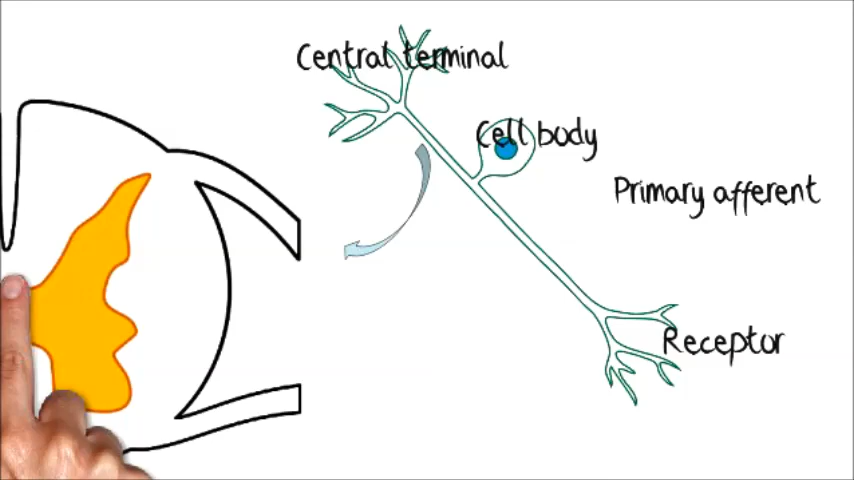 Central terminal
Cell body
Primary afferent
Receptor